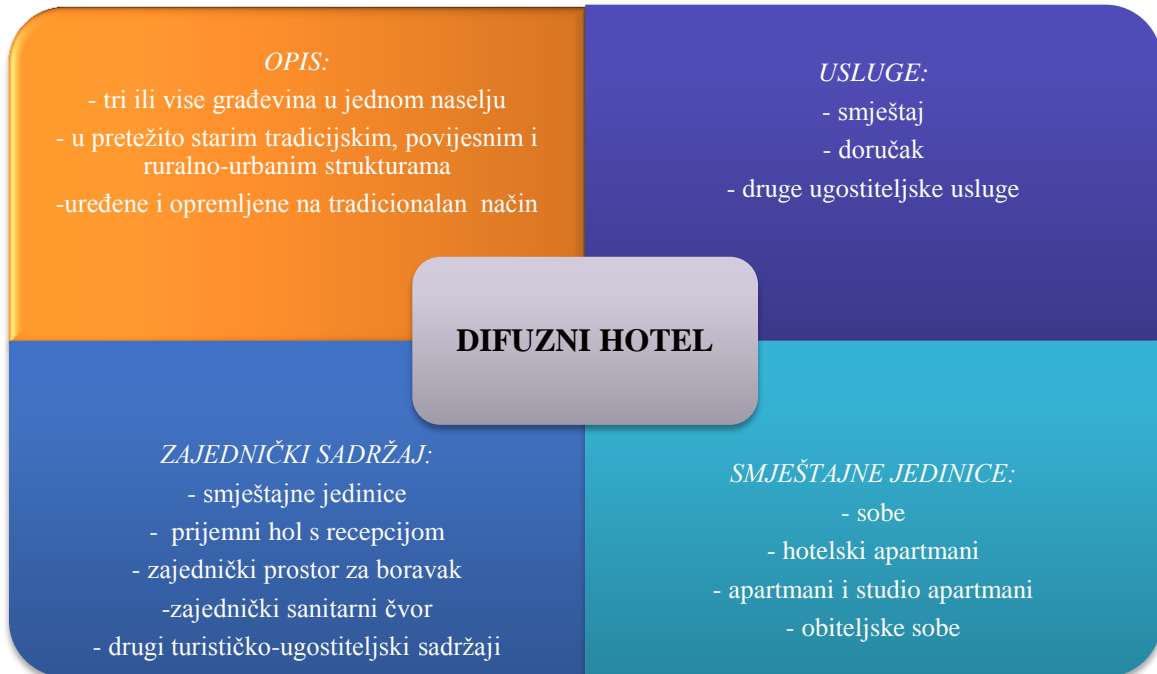 OPIS:
- tri ili vise građevina u jednom naselju
- u pretežito starim tradicijskim, povijesnim i
ruralno-urbanim strukturama
-uređene i opremljene na tradicionalan način
USLUGE:
- smještaj
- doručak
- druge ugostiteljske usluge
DIFUZNI HOTEL
ZAJEDNIČKI SADRŽAJ:
- smještajne jedinice
- prijemni hol s recepcijom
- zajednički prostor za boravak
-zajednički sanitarni čvor
- drugi turističko-ugostiteljski sadržaji
SMJEŠTAJNE JEDINICE:
- sobe
- hotelski apartmani
- apartmani i studio apartmani
- obiteljske sobe